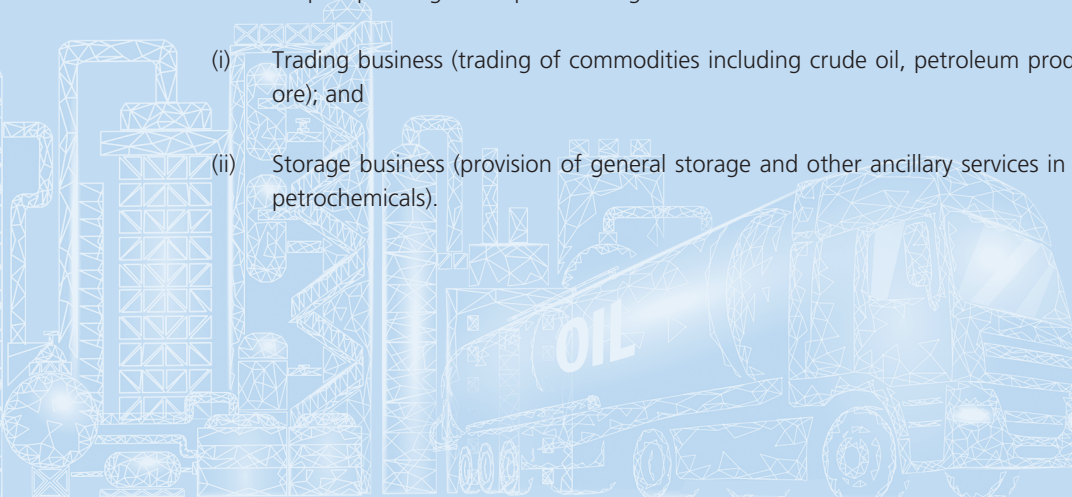 (i) Trading business (trading of commodities including crude oil, petroleum
ore); and
(ii) Storage business (provision of general storage and other ancillary services in
petrochemicals).
OIL